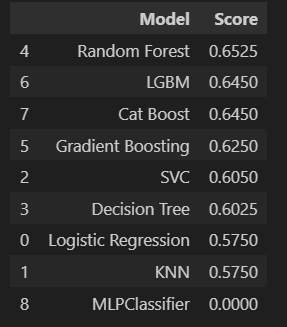 Model Score
4 Random Forest 0.6525
6 LGBM 0.6450
7 Cat Boost 0.6450
5 Gradient Boosting 0.6250
2 SVC 0.6050
3 Decision Tree 0.6025
0 Logistic Regression 0.5750
1 KNN 0.5750
8 MLPClassifier 0.0000